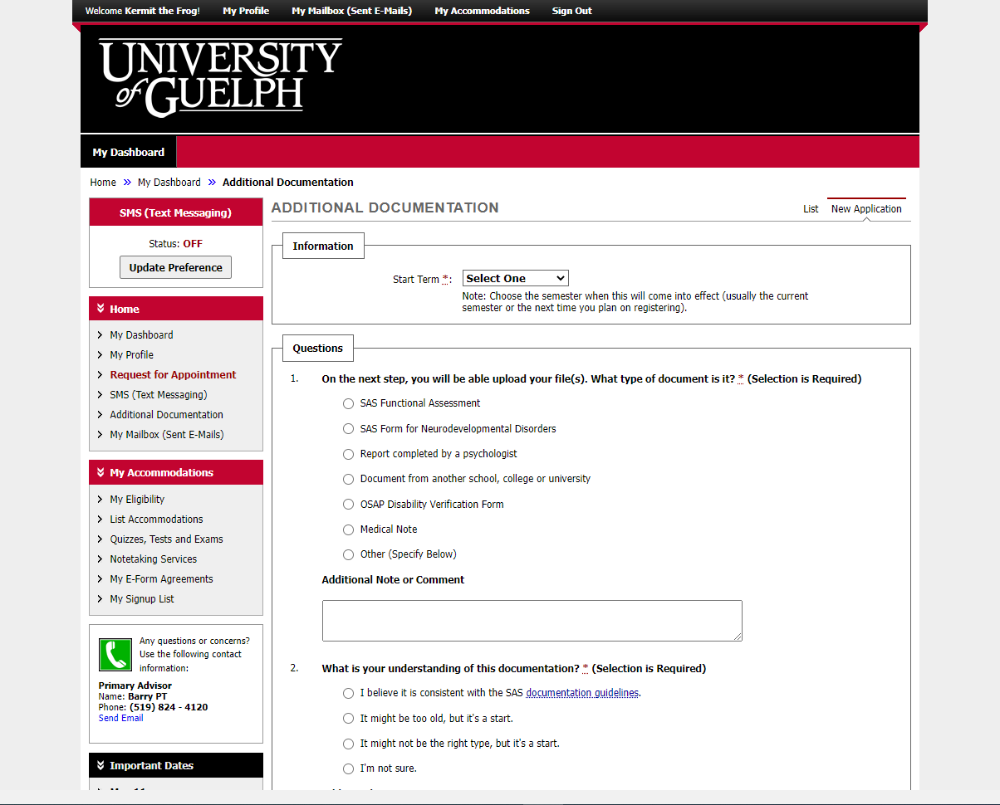 Welcome Kermit the Frog!
My Profile
My Mailbox (Sent E-Mails)
My Accommodations
Sign Out
UNIVERSITY
of GUELPH
My Dashboard
Home » My Dashboard » Additional Documentation
SMS (Text Messaging)
Status: OFF
Update Preference
Home
My Dashboard
My Profile
Request for Appointment
SMS (Text Messaging)
Additional Documentation
My Mailbox (Sent E-Mails)
My Accommodations
My Eligibility
List Accommodations
Quizzes, Tests and Exams
Notetaking Services
My E-Form Agreements
My Signup List
Any questions or concerns?
Use the following contact
information:
Primary Advisor
Name: Barry PT
Phone: (519) 824 - 4120
Send Email
Important Dates
ADDITIONAL DOCUMENTATION
List
New Application
Information
Start Term *: Select One
Note: Choose the semester when this will come into effect (usually the current
semester or the next time you plan on registering).
Questions
1. On the next step, you will be able upload your file(s). What type of document is it? * (Selection is Required)
SAS Functional Assessment
SAS Form for Neurodevelopmental Disorders
Report completed by a psychologist
Document from another school, college or university
OSAP Disability Verification Form
Medical Note
Other (Specify Below)
Additional Note or Comment
2. What is your understanding of this documentation? * (Selection is Required)
I believe it is consistent with the SAS documentation guidelines.
It might be too old, but it's a start.
It might not be the right type, but it's a start.
I'm not sure.